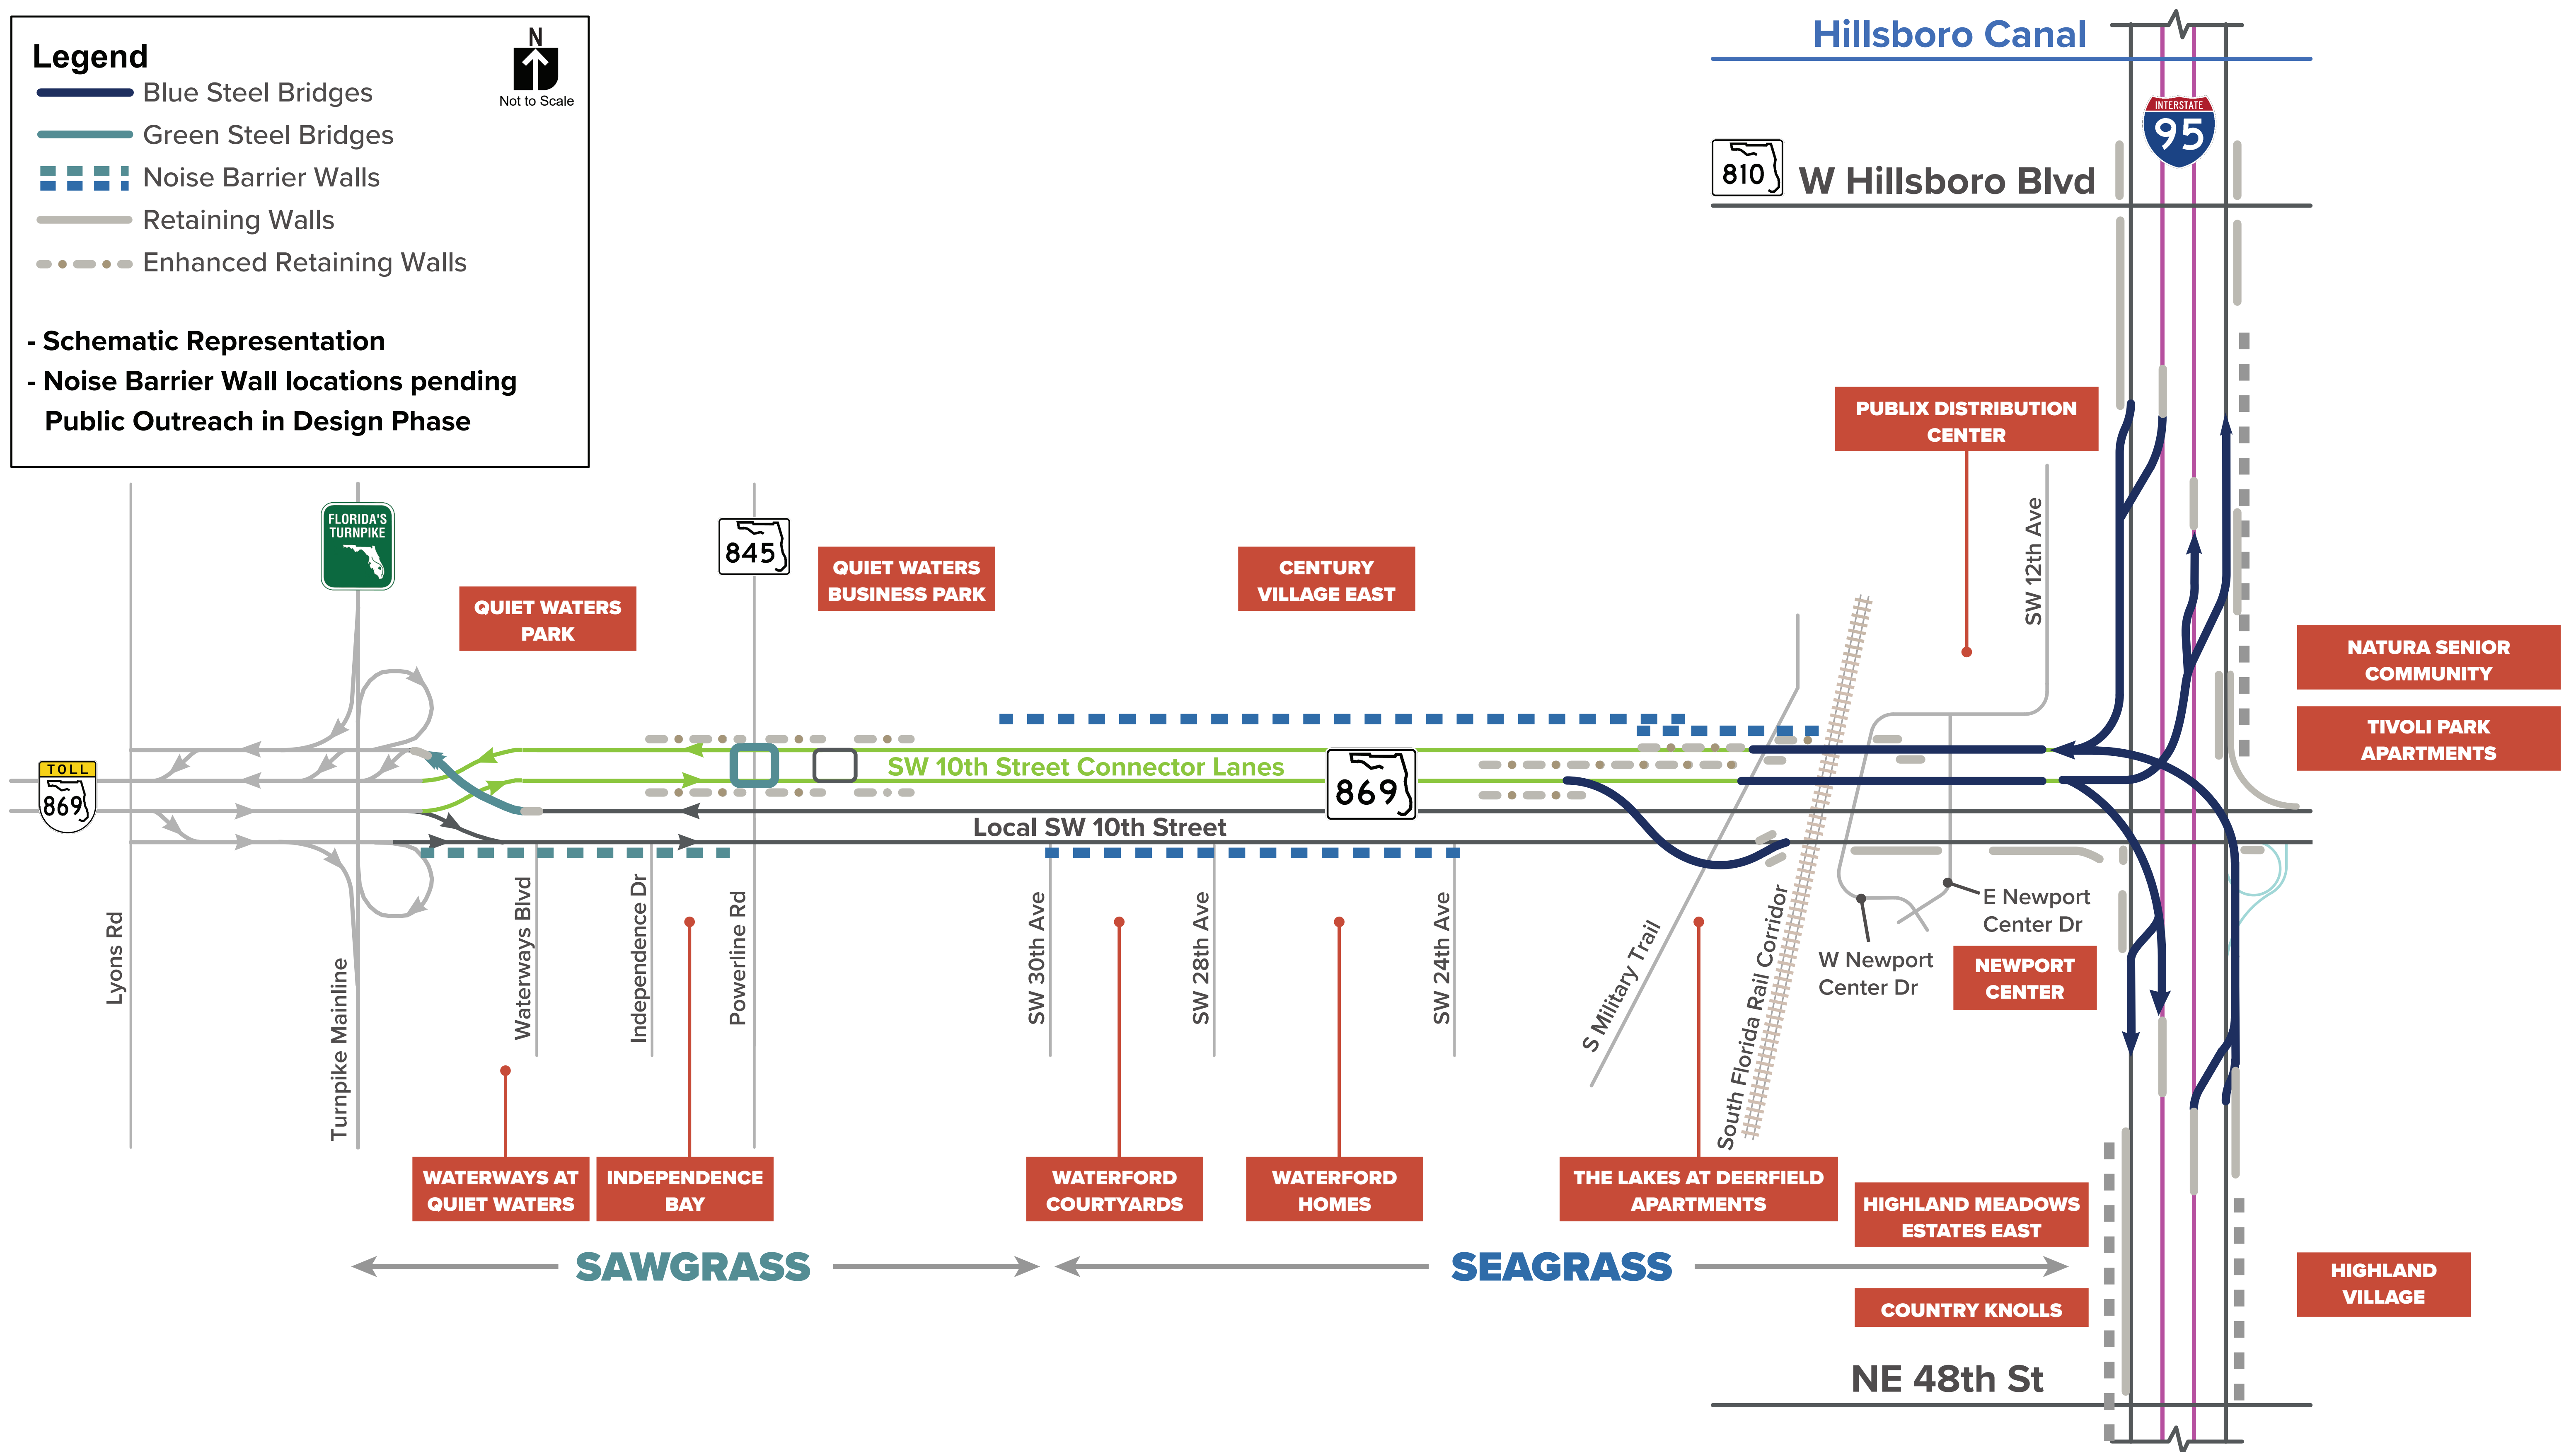 Legend
N
Not to Scale
Blue Steel Bridges
Green Steel Bridges
Noise Barrier Walls
Retaining Walls
Enhanced Retaining Walls
- Schematic Representation
- Noise Barrier Wall locations pending
Public Outreach in Design Phase
Hillsboro Canal
INTERSTATE
95
810
W Hillsboro Blvd
PUBLIX DISTRIBUTION
CENTER
SW 12th Ave
FLORIDA'S
TURNPIKE
845
QUIET WATERS
PARK
QUIET WATERS
BUSINESS PARK
CENTURY
VILLAGE EAST
NATURA SENIOR
COMMUNITY
TIVOLI PARK
APARTMENTS
TOLL
869
SW 10th Street Connector Lanes
869
Local SW 10th Street
Lyons Rd
Turnpike Mainline
Waterways Blvd
Independence Dr
Powerline Rd
SW 30th Ave
SW 28th Ave
SW 24th Ave
S Military Trail
South Florida Rail Corridor
W Newport
Center Dr
E Newport
Center Dr
NEWPORT
CENTER
WATERWAYS AT
QUIET WATERS
INDEPENDENCE
BAY
WATERFORD
COURTYARDS
WATERFORD
HOMES
THE LAKES AT DEERFIELD
APARTMENTS
HIGHLAND MEADOWS
ESTATES EAST
SAWGRASS
SEAGRASS
COUNTRY KNOLLS
HIGHLAND
VILLAGE
NE 48th St